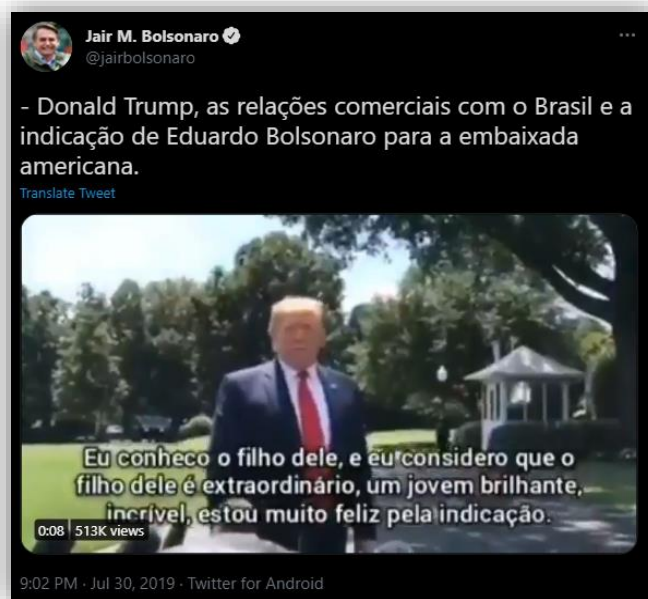 Jair M. Bolsonaro
@jairbolsonaro
- Donald Trump, as relações comerciais com o Brasil e a
indicação de Eduardo Bolsonaro para a embaixada
americana.
Translate Tweet
Eu conheço o filho dele, e eu considero que o
filho dele é extraordinário, um jovem brilhante,
incrível, estou muito feliz pela indicação.
0:08 513K views
9:02 PM · Jul 30, 2019 · Twitter for Android